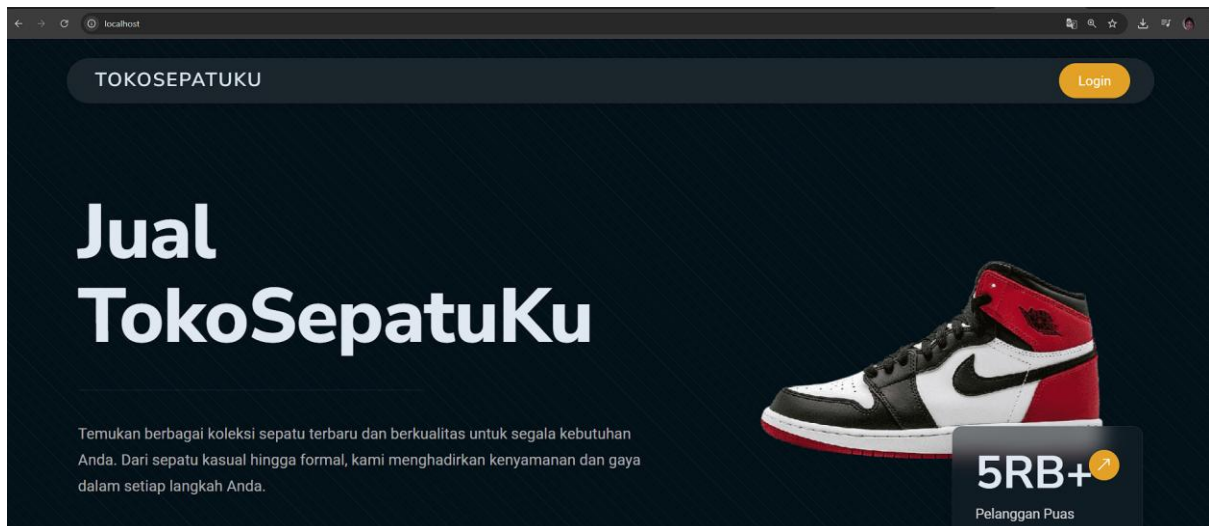 localhost
TOKOSEPATUKU
Login
Jual
TokoSepatuKu
Temukan berbagai koleksi sepatu terbaru dan berkualitas untuk segala kebutuhan
Anda. Dari sepatu kasual hingga formal, kami menghadirkan kenyamanan dan gaya
dalam setiap langkah Anda.
5RB+
Pelanggan Puas